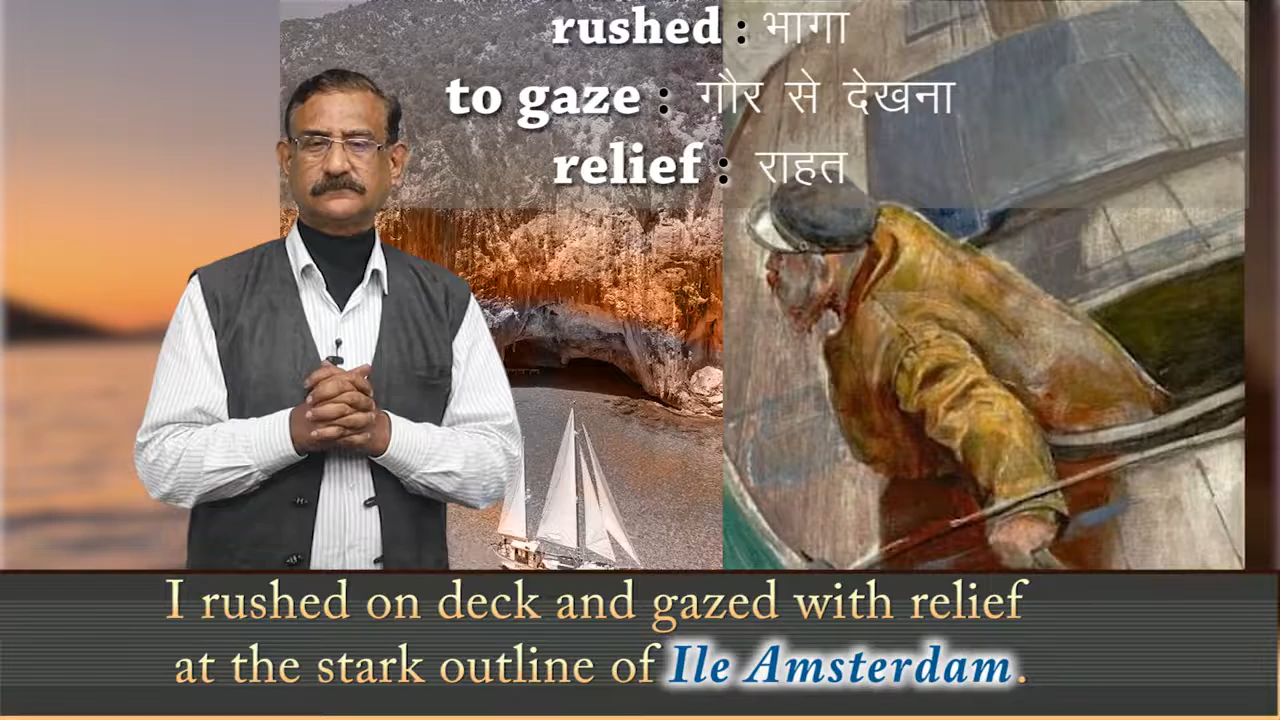 rushed : भागा
to gaze : गौर से देखना
relief : राहत
I rushed on deck and gazed with relief
at the stark outline of Ile Amsterdam.